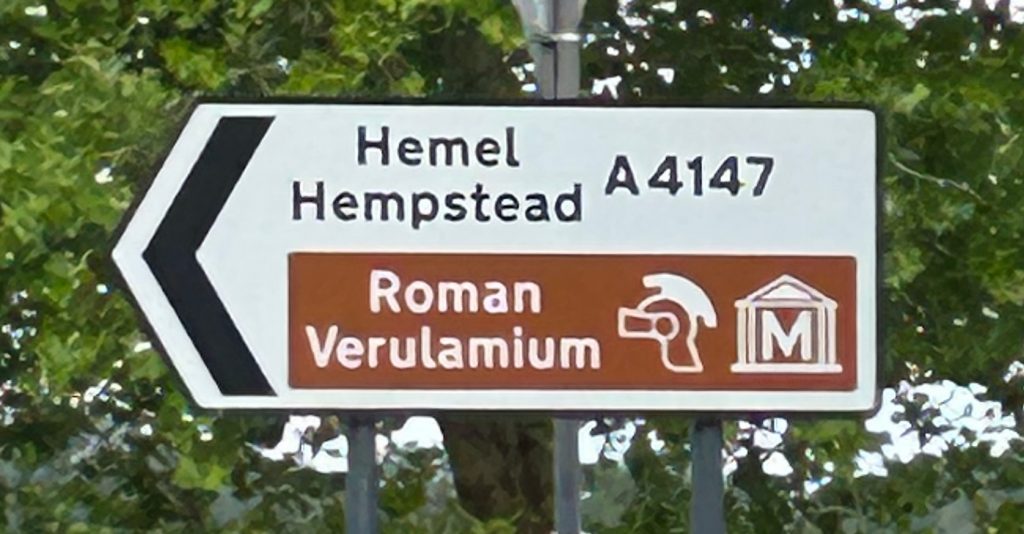 Hemel
Hempstead
A4147
Roman
Verulamium
M